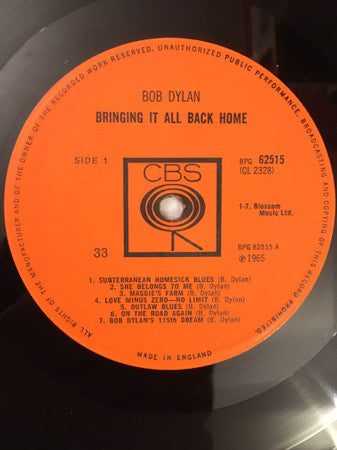 ALL RIGHTS OF THE MANUFACTURER AND OF THE OWNER OF THE RECORDED WORK RESERVED. UNAUTHORIZED PUBLIC PERFORMANCE, BROADCASTING AND COPYING OF THIS RECORD PROHIBITED.
BOB DYLAN
BRINGING IT ALL BACK HOME
SIDE 1
CBS
BPG 62515
(CL 2328)
1-7. Blossom
Music Ltd.
33
BPG 62515 A
℗ 1965
1. SUBTERRANEAN HOMESICK BLUES (B. Dylan)
2. SHE BELONGS TO ME (B. Dylan)
3. MAGGIE'S FARM (B. Dylan)
4. LOVE MINUS ZERO—NO LIMIT (B. Dylan)
5. OUTLAW BLUES (B. Dylan)
6. ON THE ROAD AGAIN (B. Dylan)
7. BOB DYLAN'S 115th DREAM (B. Dylan)
MADE IN ENGLAND